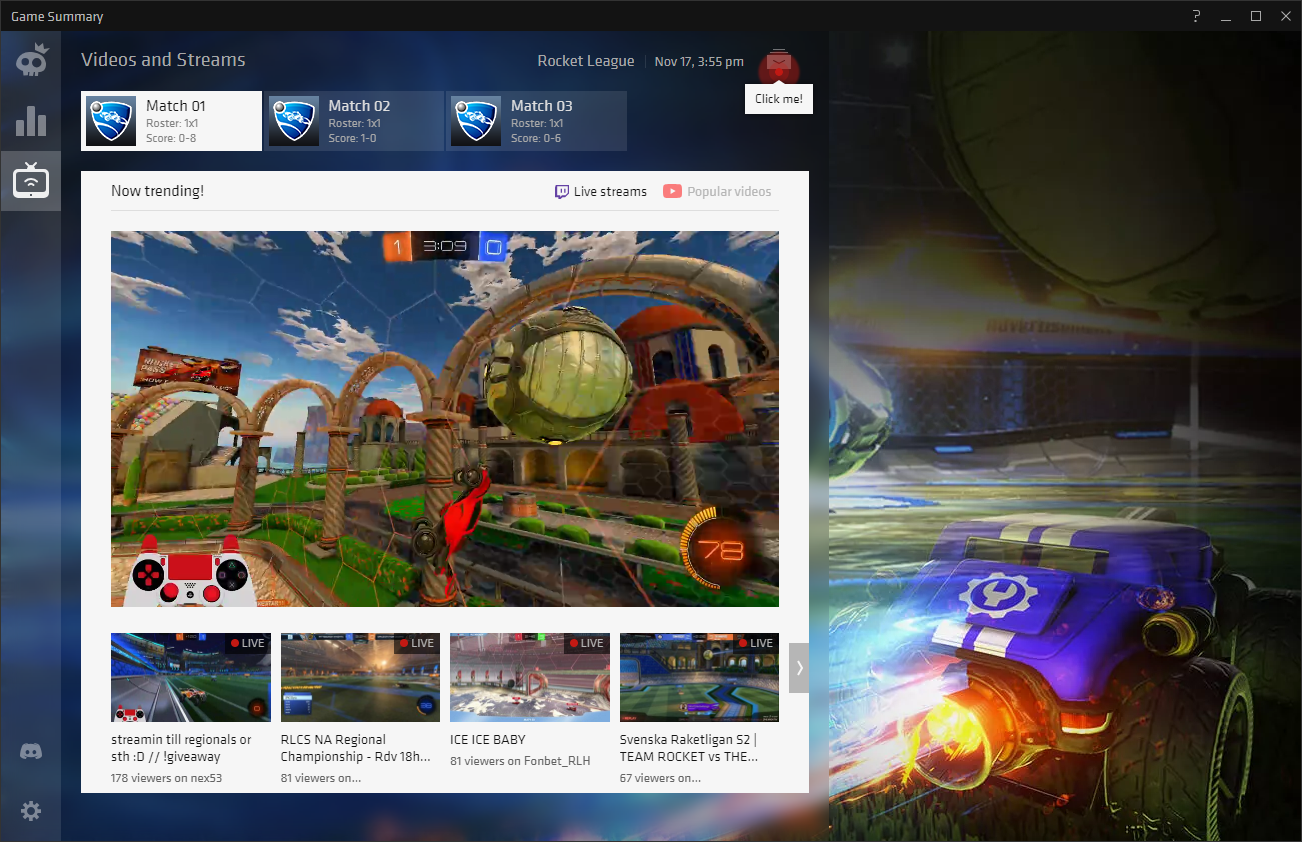 Game Summary
?
Videos and Streams
Rocket League
Nov 17, 3:55 pm
Click me!
Match 01
Roster: 1x1
Score: 0-8
Match 02
Roster: 1x1
Score: 1-0
Match 03
Roster: 1x1
Score: 0-6
Now trending!
Live streams
Popular videos
1 3:09 0
ROCKET
PASS
78
LIVE
LIVE
LIVE
LIVE
streamin till regionals or
sth :D // !giveaway
178 viewers on nex53
RLCS NA Regional
Championship - Rdv 18h...
81 viewers on...
ICE ICE BABY
81 viewers on Fonbet_RLH
Svenska Raketligan S2 |
TEAM ROCKET vs THE...
67 viewers on...